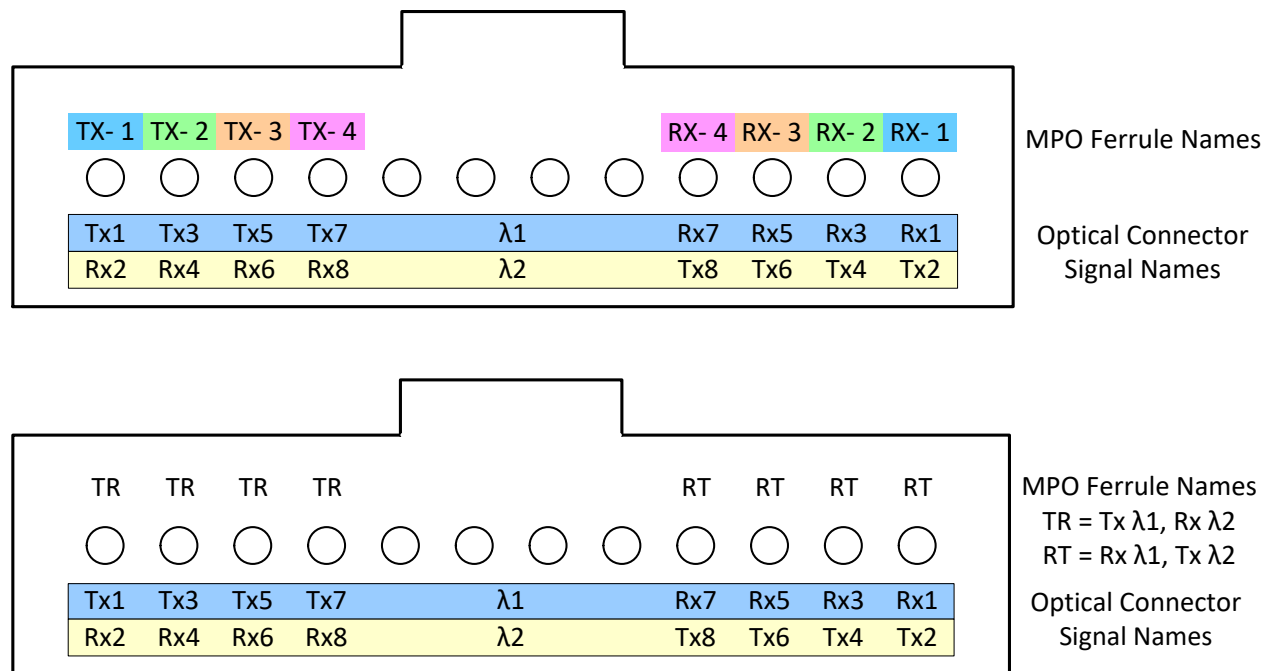 TX- 1 TX- 2 TX- 3 TX- 4 RX- 4 RX- 3 RX- 2 RX- 1
MPO Ferrule Names
Tx1 Tx3 Tx5 Tx7 λ1 Rx7 Rx5 Rx3 Rx1
Rx2 Rx4 Rx6 Rx8 λ2 Tx8 Tx6 Tx4 Tx2
Optical Connector
Signal Names
TR TR TR TR RT RT RT RT
MPO Ferrule Names
TR = Tx λ1, Rx λ2
RT = Rx λ1, Tx λ2
Tx1 Tx3 Tx5 Tx7 λ1 Rx7 Rx5 Rx3 Rx1
Rx2 Rx4 Rx6 Rx8 λ2 Tx8 Tx6 Tx4 Tx2
Optical Connector
Signal Names